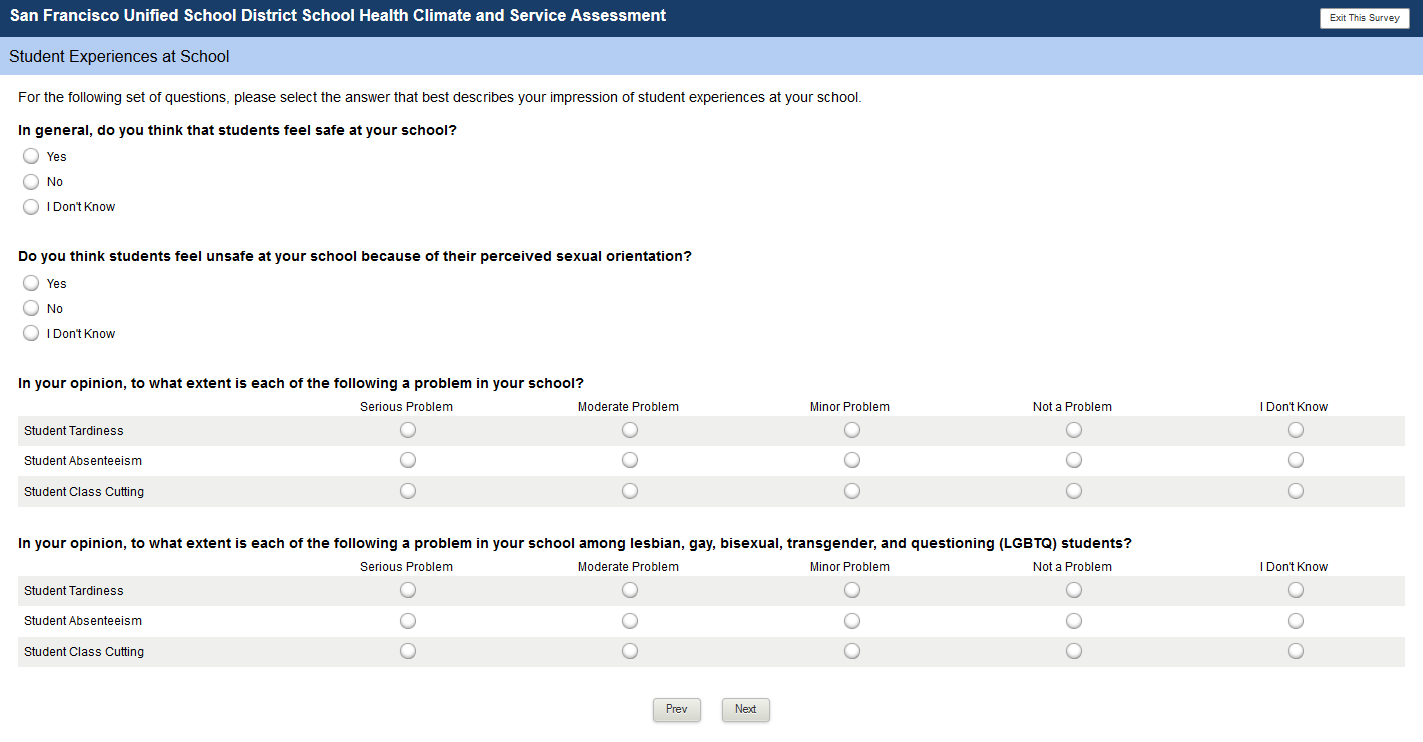 San Francisco Unified School District School Health Climate and Service Assessment
Exit This Survey
Student Experiences at School
For the following set of questions, please select the answer that best describes your impression of student experiences at your school.
In general, do you think that students feel safe at your school?
Yes
No
I Don't Know
Do you think students feel unsafe at your school because of their perceived sexual orientation?
Yes
No
I Don't Know
In your opinion, to what extent is each of the following a problem in your school?
Serious Problem Moderate Problem Minor Problem Not a Problem I Don't Know
Student Tardiness
Student Absenteeism
Student Class Cutting
In your opinion, to what extent is each of the following a problem in your school among lesbian, gay, bisexual, transgender, and questioning (LGBTQ) students?
Serious Problem Moderate Problem Minor Problem Not a Problem I Don't Know
Student Tardiness
Student Absenteeism
Student Class Cutting
Prev Next